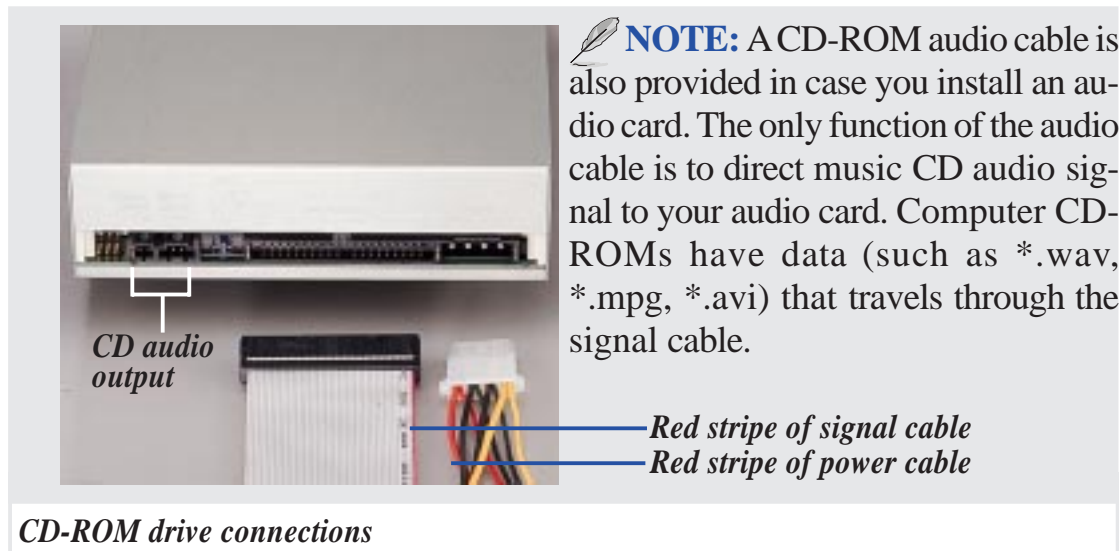 NOTE: A CD-ROM audio cable is
also provided in case you install an au-
dio card. The only function of the audio
cable is to direct music CD audio sig-
nal to your audio card. Computer CD-
ROMs have data (such as *.wav,
*.mpg, *.avi) that travels through the
signal cable.
CD audio
output
Red stripe of signal cable
Red stripe of power cable
CD-ROM drive connections